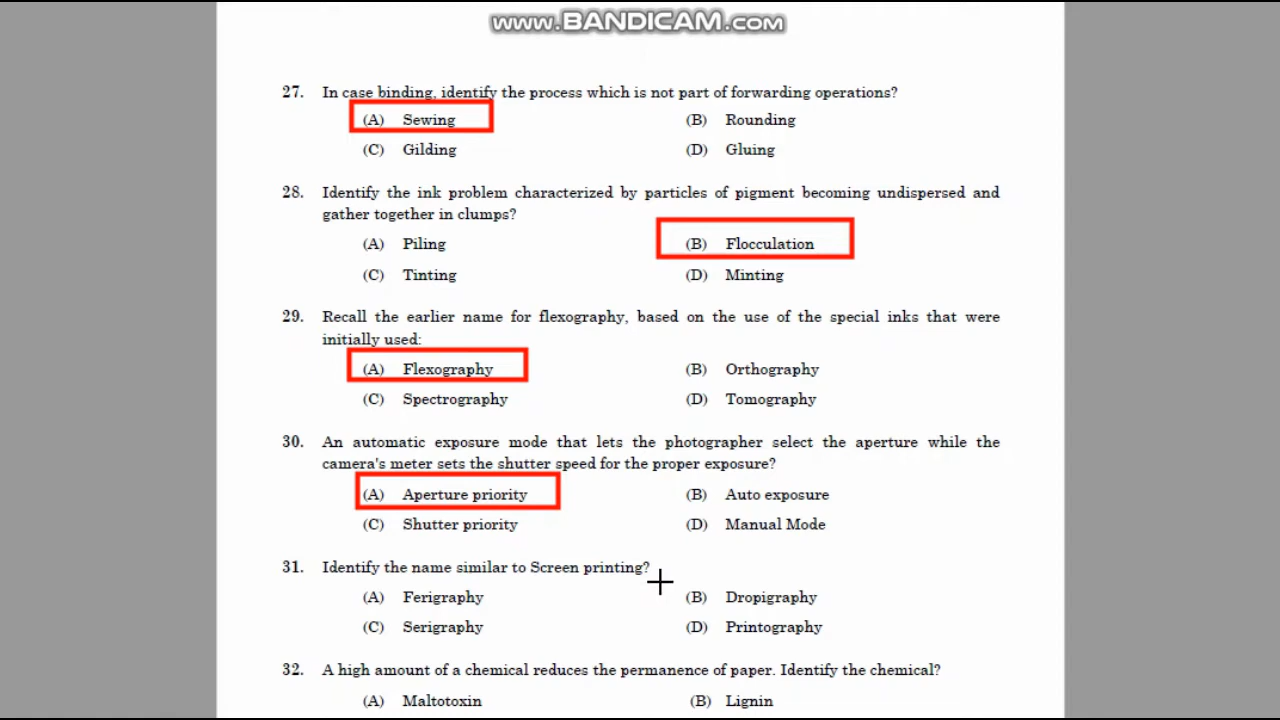 www.BANDICAM.com
27. In case binding, identify the process which is not part of forwarding operations?
(A) Sewing (B) Rounding
(C) Gilding (D) Gluing
28. Identify the ink problem characterized by particles of pigment becoming undispersed and
gather together in clumps?
(A) Piling (B) Flocculation
(C) Tinting (D) Minting
29. Recall the earlier name for flexography, based on the use of the special inks that were
initially used:
(A) Flexography (B) Orthography
(C) Spectrography (D) Tomography
30. An automatic exposure mode that lets the photographer select the aperture while the
camera's meter sets the shutter speed for the proper exposure?
(A) Aperture priority (B) Auto exposure
(C) Shutter priority (D) Manual Mode
31. Identify the name similar to Screen printing?
(A) Ferigraphy (B) Dropigraphy
(C) Serigraphy (D) Printography
32. A high amount of a chemical reduces the permanence of paper. Identify the chemical?
(A) Maltotoxin (B) Lignin